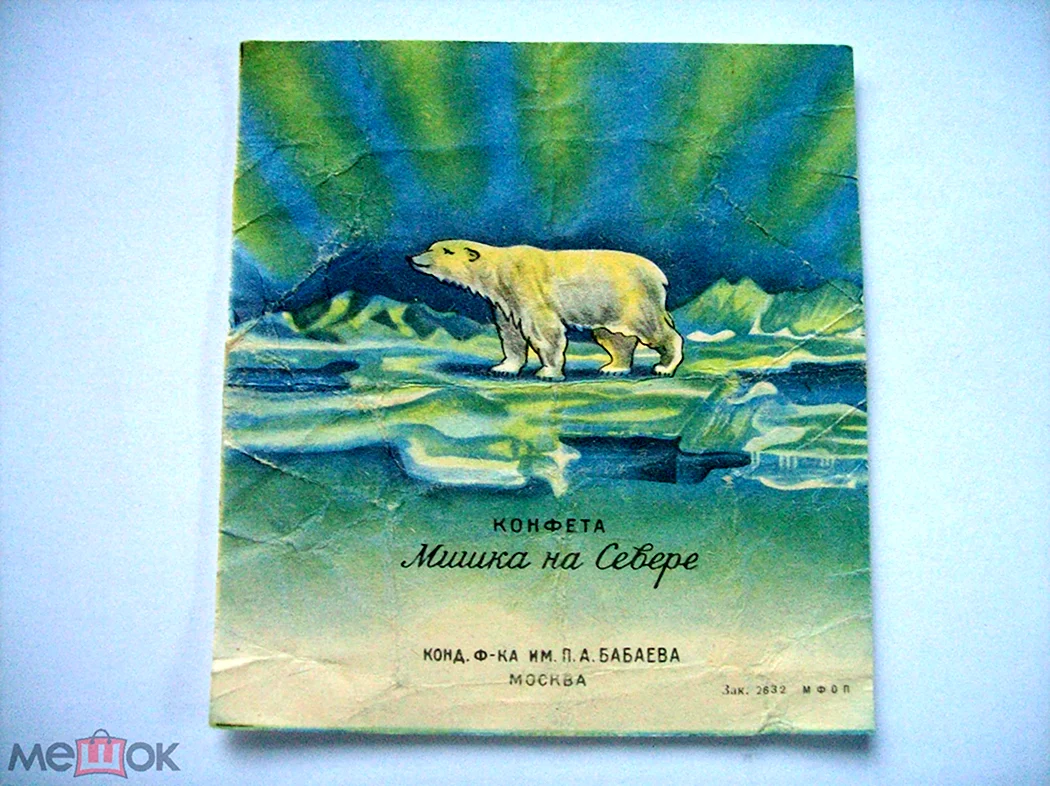 КОНФЕТА
Мишка на Севере
КОНД. Ф-КА ИМ. П. А. БАБАЕВА
МОСКВА
Зак. 2632 МФОП
мешок